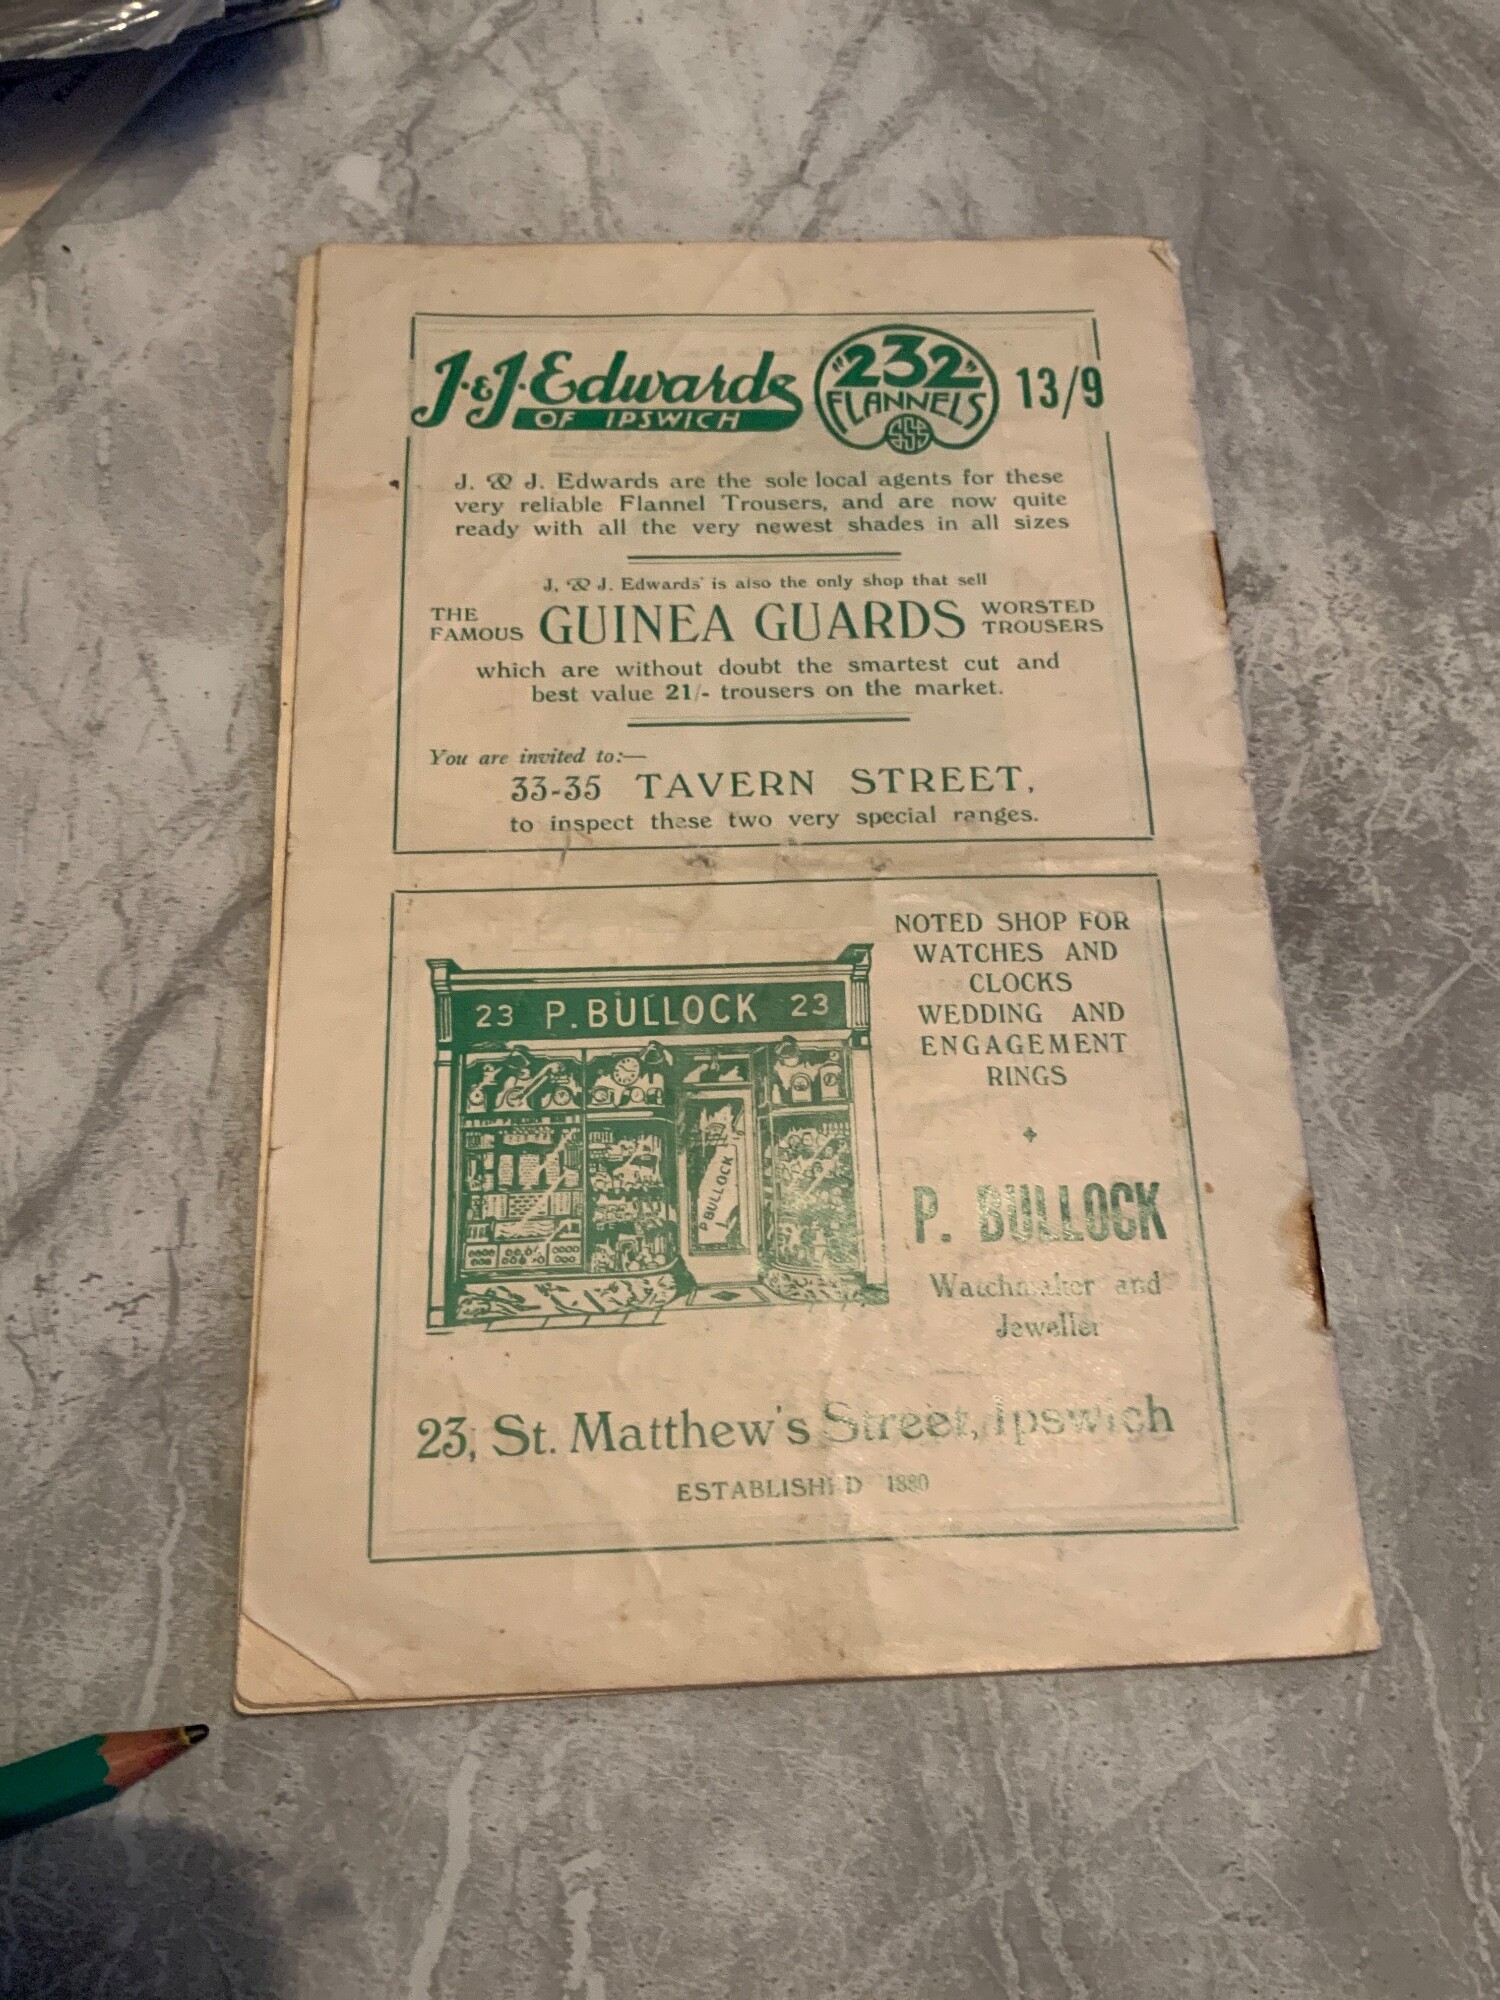 J. & J. Edwards
OF IPSWICH
"232"
FLANNELS
SSS
13/9
J. & J. Edwards are the sole local agents for these
very reliable Flannel Trousers, and are now quite
ready with all the very newest shades in all sizes
J. & J. Edwards' is also the only shop that sell
THE FAMOUS GUINEA GUARDS WORSTED TROUSERS
which are without doubt the smartest cut and
best value 21/- trousers on the market.
You are invited to:—
33-35 TAVERN STREET,
to inspect these two very special ranges.
23 P. BULLOCK 23
P BULLOCK
NOTED SHOP FOR
WATCHES AND
CLOCKS
WEDDING AND
ENGAGEMENT
RINGS
P. BULLOCK
Watchmaker and
Jeweller
23, St. Matthew's Street, Ipswich
ESTABLISHED 1880